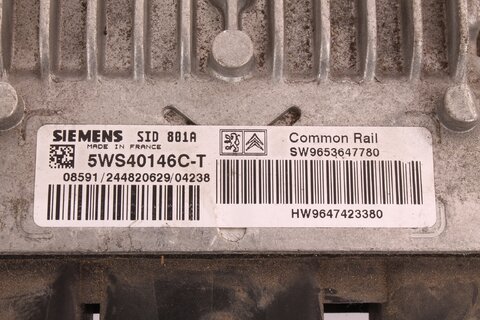 SIEMENS SID 801A
MADE IN FRANCE
5WS40146C-T
08591/244820629/04238
Common Rail
SW9653647780
HW9647423380